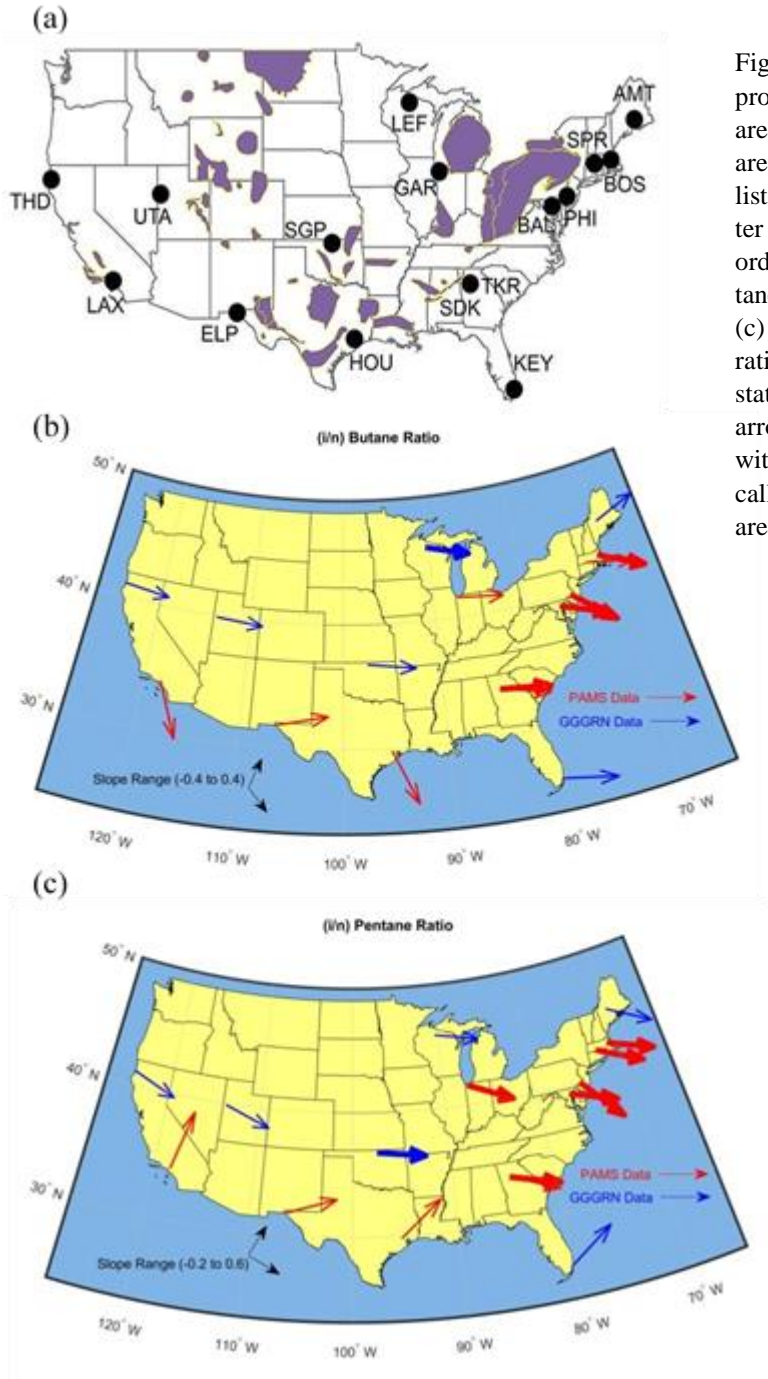 (a)
AMT
LEF
SPR
GAR
BOS
THD
UTA
BAL
PHI
SGP
LAX
SDK
TKR
ELP
HOU
KEY
Fig
pro
are
are
list
ter
ord
tan
(c)
rati
stat
arro
with
call
are
(b)
(i/n) Butane Ratio
50° N
40° N
30° N
PAMS Data
GGGRN Data
Slope Range (-0.4 to 0.4)
120° W
110° W
100° W
90° W
80° W
70° W
(c)
(i/n) Pentane Ratio
50° N
40° N
30° N
PAMS Data
GGGRN Data
Slope Range (-0.2 to 0.6)
120° W
110° W
100° W
90° W
80° W
70° W